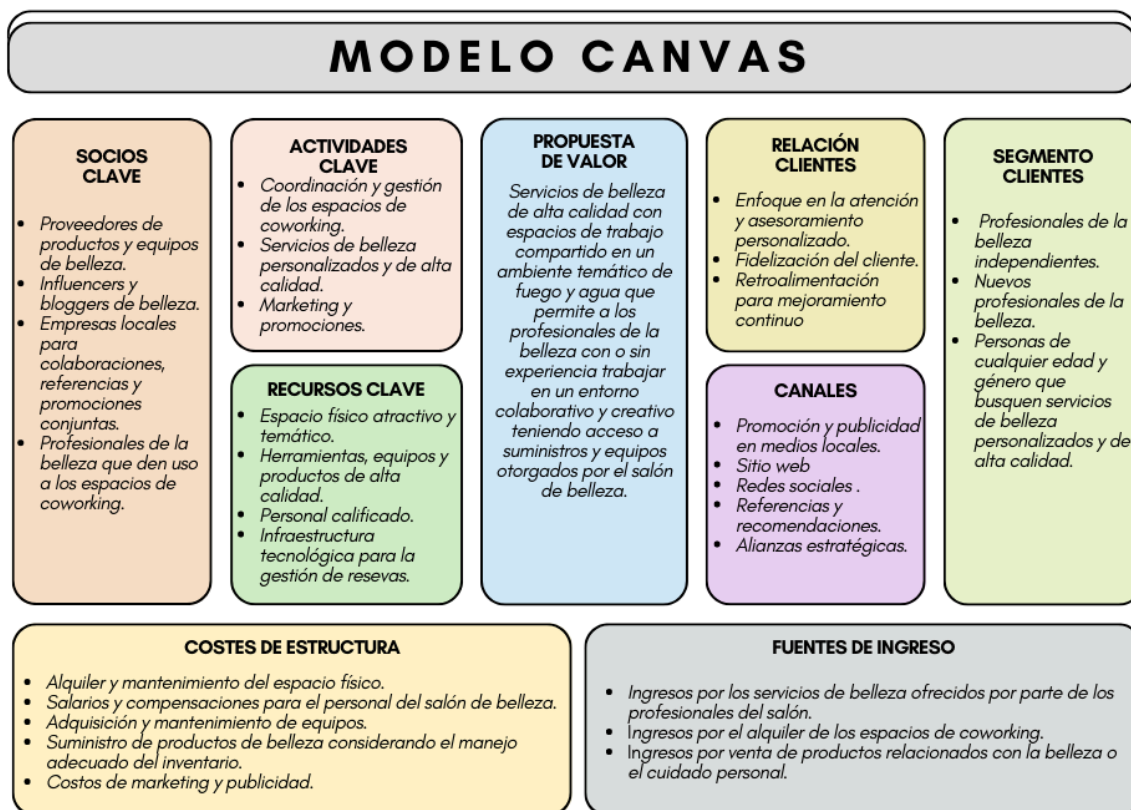 MODELO CANVAS
SOCIOS
CLAVE
• Proveedores de
productos y equipos
de belleza.
• Influencers y
bloggers de belleza.
• Empresas locales
para
colaboraciones,
referencias y
promociones
conjuntas.
• Profesionales de la
belleza que den uso
a los espacios de
coworking.
ACTIVIDADES
CLAVE
• Coordinación y gestión
de los espacios de
coworking.
• Servicios de belleza
personalizados y de alta
calidad.
• Marketing y
promociones.
RECURSOS CLAVE
• Espacio físico atractivo y
temático.
• Herramientas, equipos y
productos de alta
calidad.
• Personal calificado.
• Infraestructura
tecnológica para la
gestión de resevas.
PROPUESTA
DE VALOR
Servicios de belleza
de alta calidad con
espacios de trabajo
compartido en un
ambiente temático de
fuego y agua que
permite a los
profesionales de la
belleza con o sin
experiencia trabajar
en un entorno
colaborativo y creativo
teniendo acceso a
suministros y equipos
otorgados por el salón
de belleza.
RELACIÓN
CLIENTES
• Enfoque en la atención
y asesoramiento
personalizado.
• Fidelización del cliente.
• Retroalimentación
para mejoramiento
continuo
CANALES
• Promoción y publicidad
en medios locales.
• Sitio web
• Redes sociales .
• Referencias y
recomendaciones.
• Alianzas estratégicas.
SEGMENTO
CLIENTES
• Profesionales de la
belleza
independientes.
• Nuevos
profesionales de la
belleza.
• Personas de
cualquier edad y
género que
busquen servicios
de belleza
personalizados y de
alta calidad.
COSTES DE ESTRUCTURA
• Alquiler y mantenimiento del espacio físico.
• Salarios y compensaciones para el personal del salón de belleza.
• Adquisición y mantenimiento de equipos.
• Suministro de productos de belleza considerando el manejo
adecuado del inventario.
• Costos de marketing y publicidad.
FUENTES DE INGRESO
• Ingresos por los servicios de belleza ofrecidos por parte de los
profesionales del salón.
• Ingresos por el alquiler de los espacios de coworking.
• Ingresos por venta de productos relacionados con la belleza o
el cuidado personal.